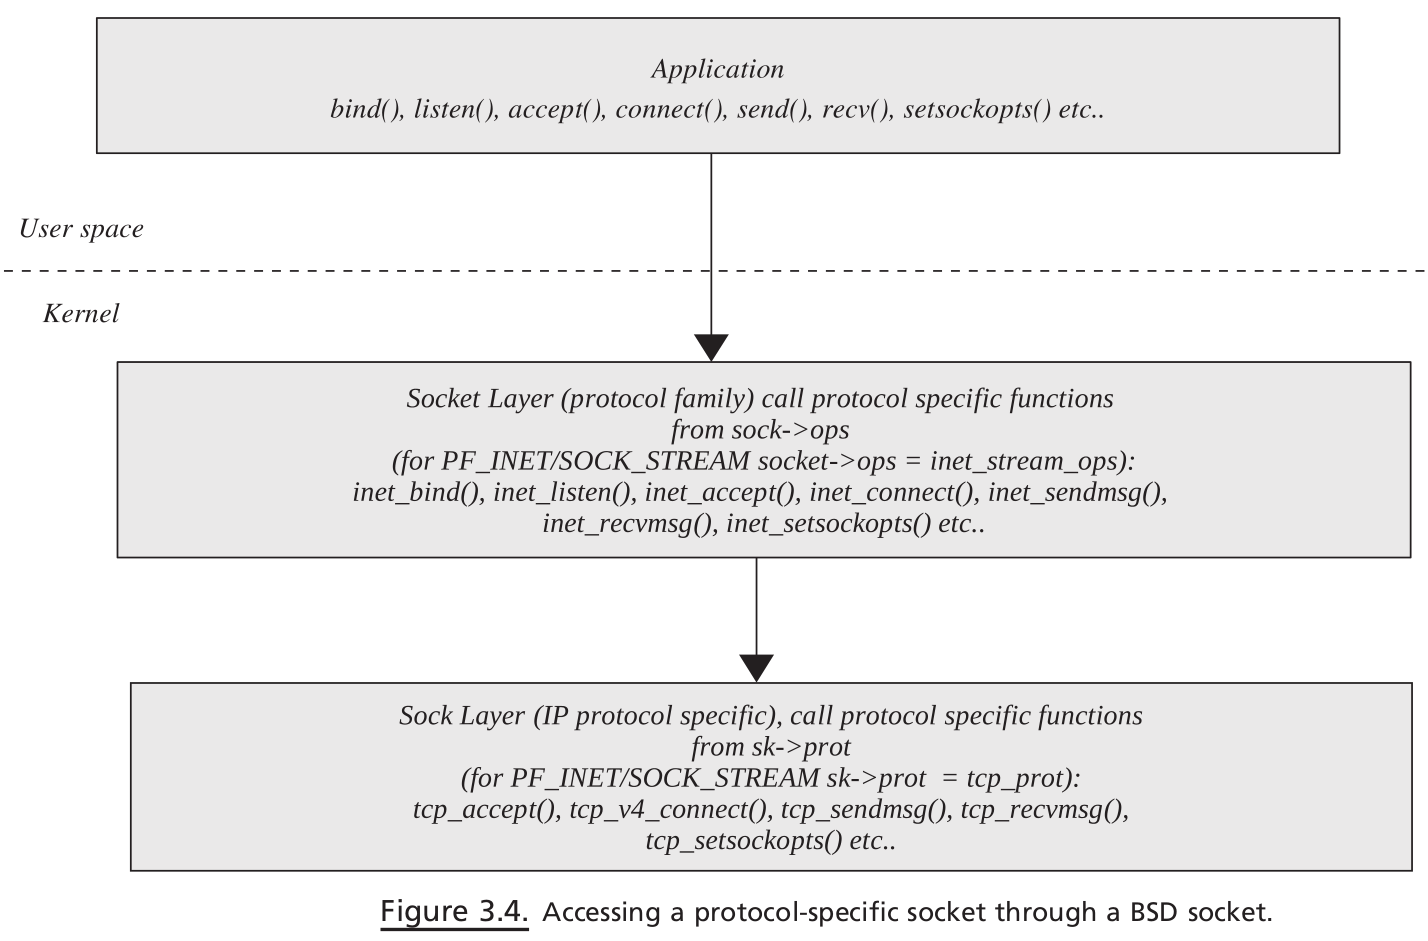 Application
bind(), listen(), accept(), connect(), send(), recv(), setsockopts() etc..
User space
Kernel
Socket Layer (protocol family) call protocol specific functions
from sock->ops
(for PF_INET/SOCK_STREAM socket->ops = inet_stream_ops):
inet_bind(), inet_listen(), inet_accept(), inet_connect(), inet_sendmsg(),
inet_recvmsg(), inet_setsockopts() etc..
Sock Layer (IP protocol specific), call protocol specific functions
from sk->prot
(for PF_INET/SOCK_STREAM sk->prot = tcp_prot):
tcp_accept(), tcp_v4_connect(), tcp_sendmsg(), tcp_recvmsg(),
tcp_setsockopts() etc..
Figure 3.4. Accessing a protocol-specific socket through a BSD socket.